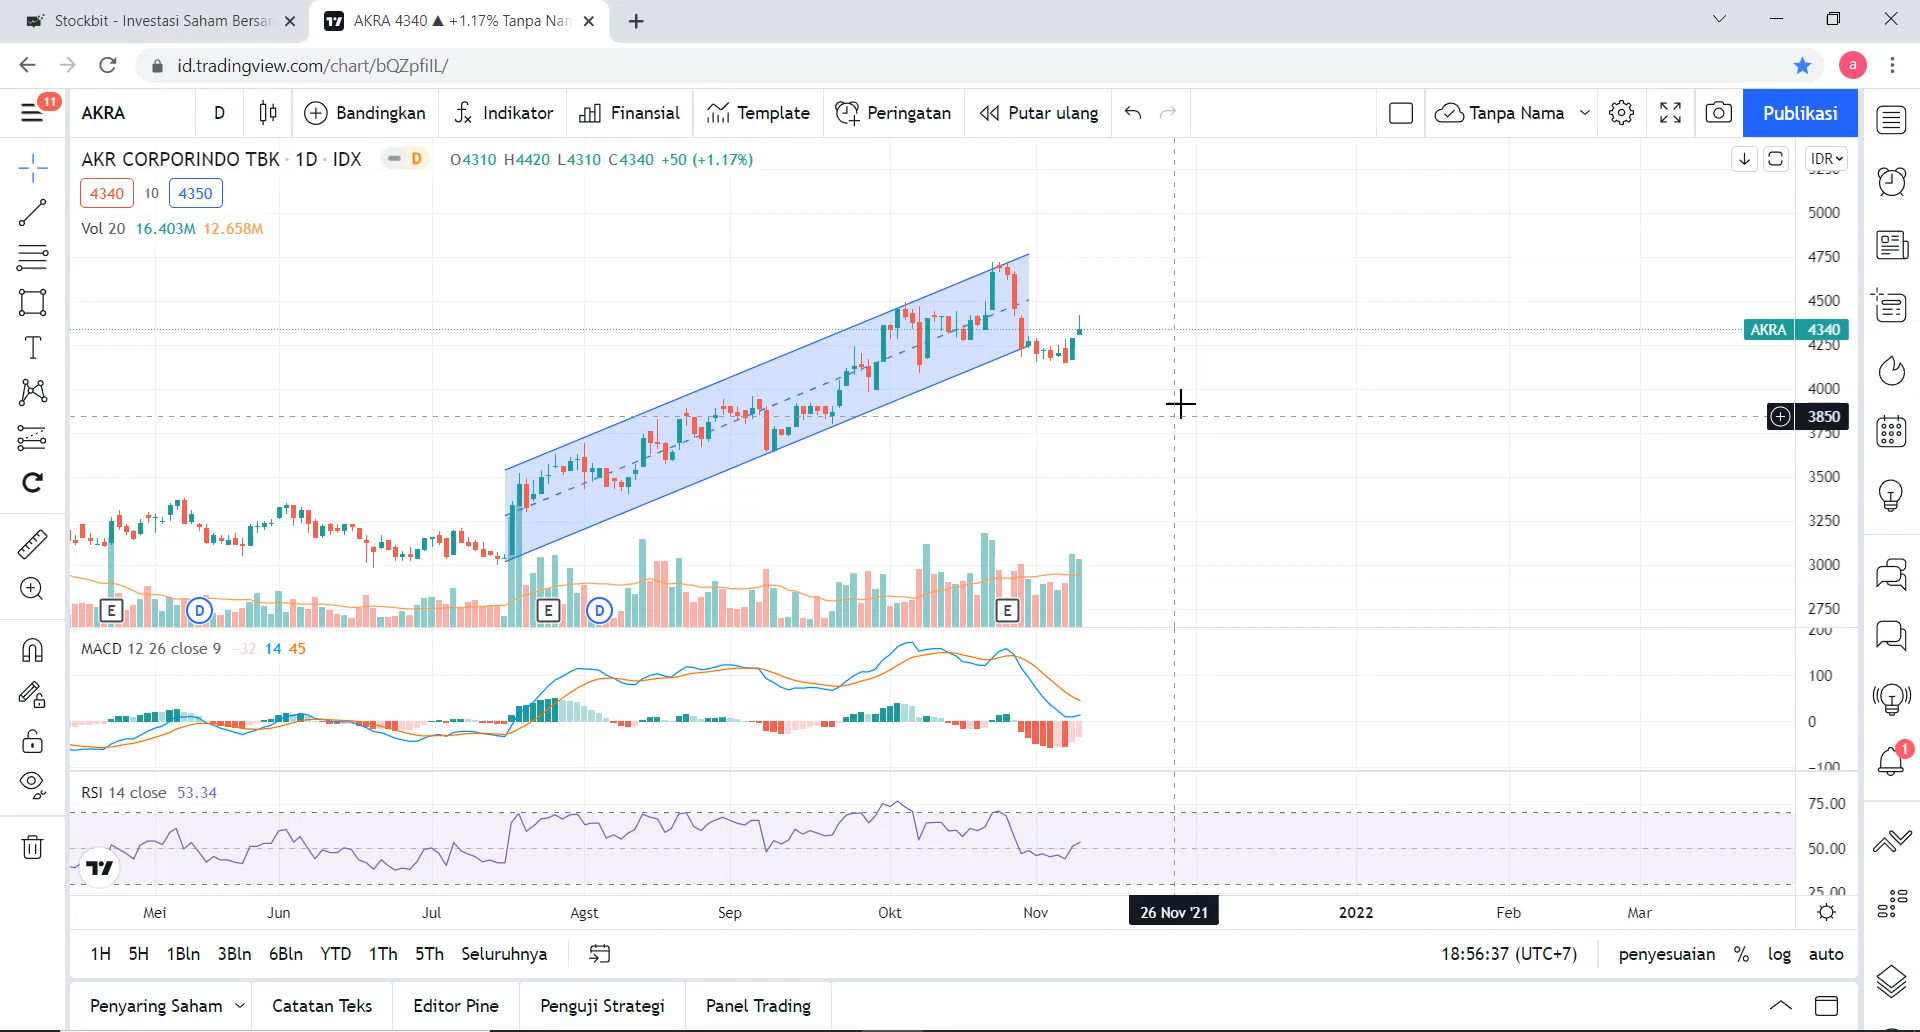 Stockbit - Investasi Saham Bersa
AKRA 4340 ▲ +1.17% Tanpa Nam
id.tradingview.com/chart/bQZpfiIL/
a
11
AKRA
D
Bandingkan
Indikator
Finansial
Template
Peringatan
Putar ulang
Tanpa Nama
Publikasi
AKR CORPORINDO TBK · 1D · IDX
D
O4310 H4420 L4310 C4340 +50 (+1.17%)
IDR
4340
10
4350
Vol 20 16.403M 12.658M
5250
5000
4750
4500
AKRA 4340
4250
4000
3850
3750
3500
3250
3000
2750
E
D
E
D
E
MACD 12 26 close 9 −32 14 45
200
100
0
−100
1
RSI 14 close 53.34
75.00
50.00
25.00
Mei
Jun
Jul
Agst
Sep
Okt
Nov
26 Nov '21
2022
Feb
Mar
1H
5H
1Bln
3Bln
6Bln
YTD
1Th
5Th
Seluruhnya
18:56:37 (UTC+7)
penyesuaian
%
log
auto
Penyaring Saham
Catatan Teks
Editor Pine
Penguji Strategi
Panel Trading